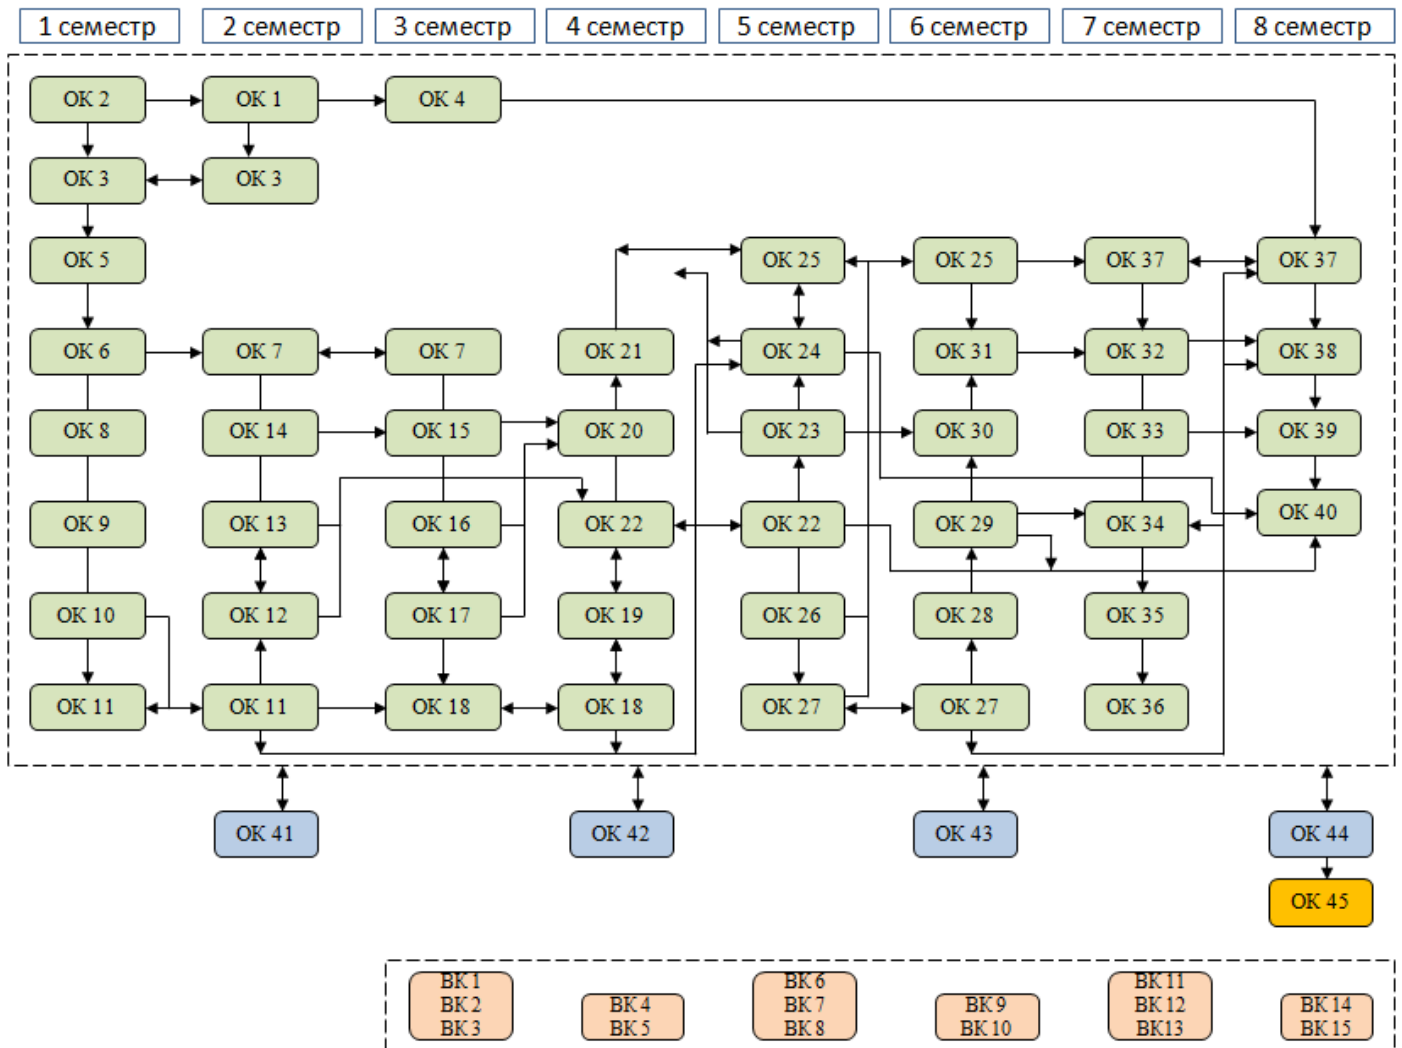 1 семестр
2 семестр
3 семестр
4 семестр
5 семестр
6 семестр
7 семестр
8 семестр
ОК 2
ОК 1
ОК 4
ОК 3
ОК 3
ОК 5
ОК 25
ОК 25
ОК 37
ОК 37
ОК 6
ОК 7
ОК 7
ОК 21
ОК 24
ОК 31
ОК 32
ОК 38
ОК 8
ОК 14
ОК 15
ОК 20
ОК 23
ОК 30
ОК 33
ОК 39
ОК 9
ОК 13
ОК 16
ОК 22
ОК 22
ОК 29
ОК 34
ОК 40
ОК 10
ОК 12
ОК 17
ОК 19
ОК 26
ОК 28
ОК 35
ОК 11
ОК 11
ОК 18
ОК 18
ОК 27
ОК 27
ОК 36
ОК 41
ОК 42
ОК 43
ОК 44
ОК 45
ВК 1
ВК 2
ВК 3
ВК 4
ВК 5
ВК 6
ВК 7
ВК 8
ВК 9
ВК 10
ВК 11
ВК 12
ВК13
ВК 14
ВК 15